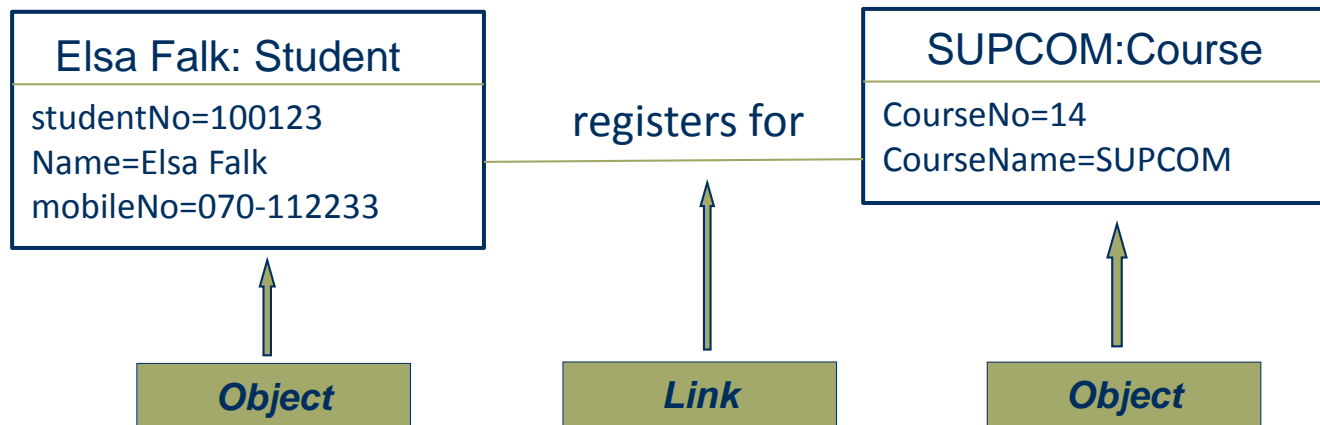 Elsa Falk: Student
studentNo=100123
Name=Elsa Falk
mobileNo=070-112233
registers for
SUPCOM:Course
CourseNo=14
CourseName=SUPCOM
Object
Link
Object